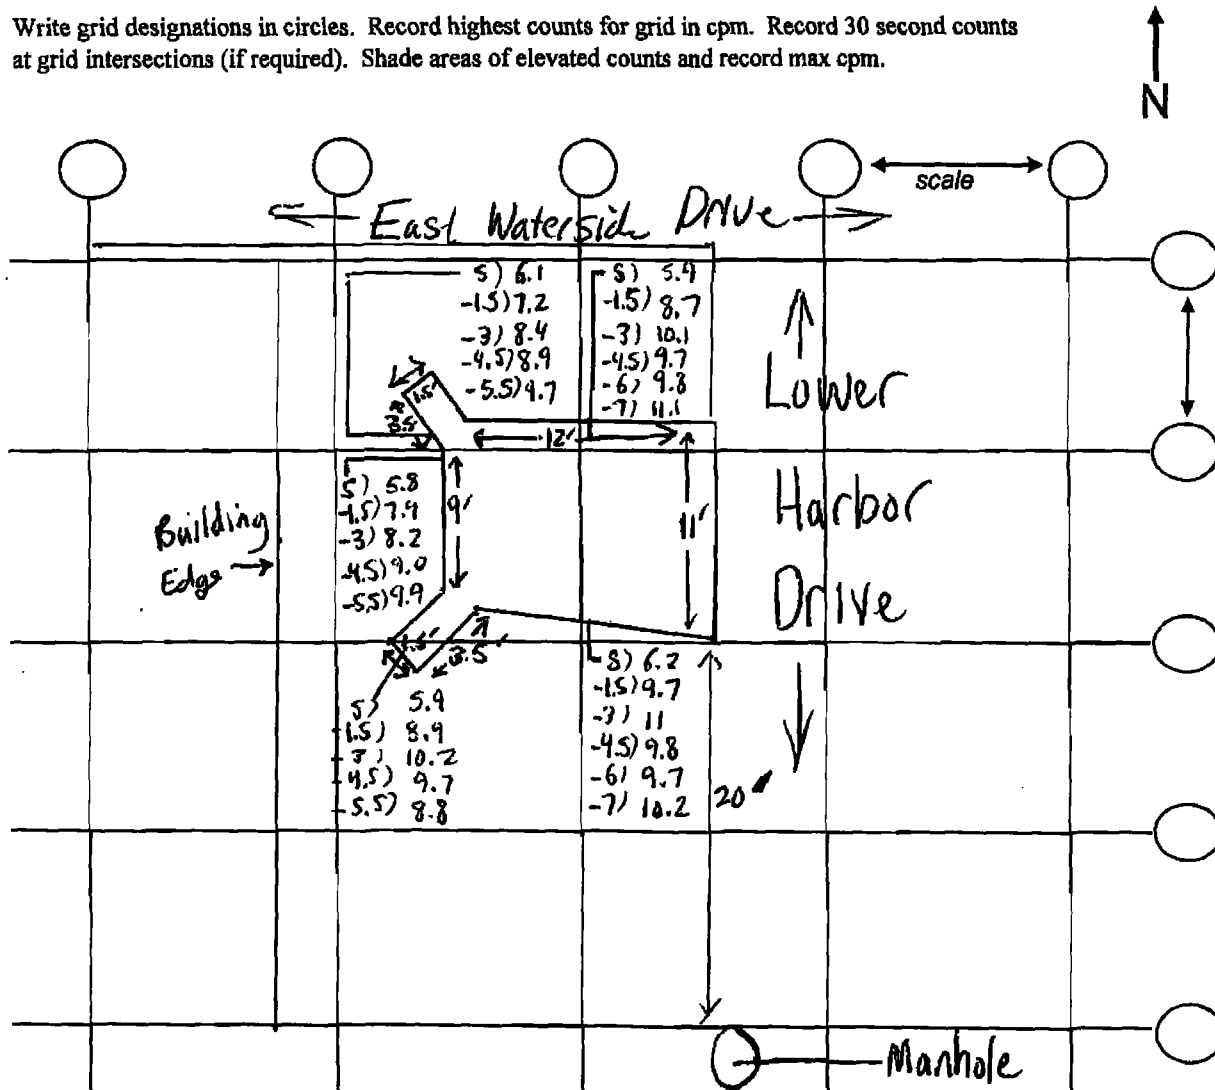 Write grid designations in circles. Record highest counts for grid in cpm. Record 30 second counts
at grid intersections (if required). Shade areas of elevated counts and record max cpm.
N
scale
East Waterside Drive
S) 6.1
-1.5) 7.2
-3) 8.4
-4.5) 8.9
-5.5) 9.7
S) 5.9
-1.5) 8.7
-3) 10.1
-4.5) 9.7
-6) 9.8
-7) 11.1
Lower
Harbor
Drive
1.5'
3.5'
12'
9'
11'
S) 5.8
-1.5) 7.9
-3) 8.2
-4.5) 9.0
-5.5) 9.9
Building
Edge
1.5'
3.5'
S) 5.9
-1.5) 8.9
-3) 10.2
-4.5) 9.7
-5.5) 8.8
S) 6.2
-1.5) 9.7
-3) 11
-4.5) 9.8
-6) 9.7
-7) 10.2
20'
Manhole